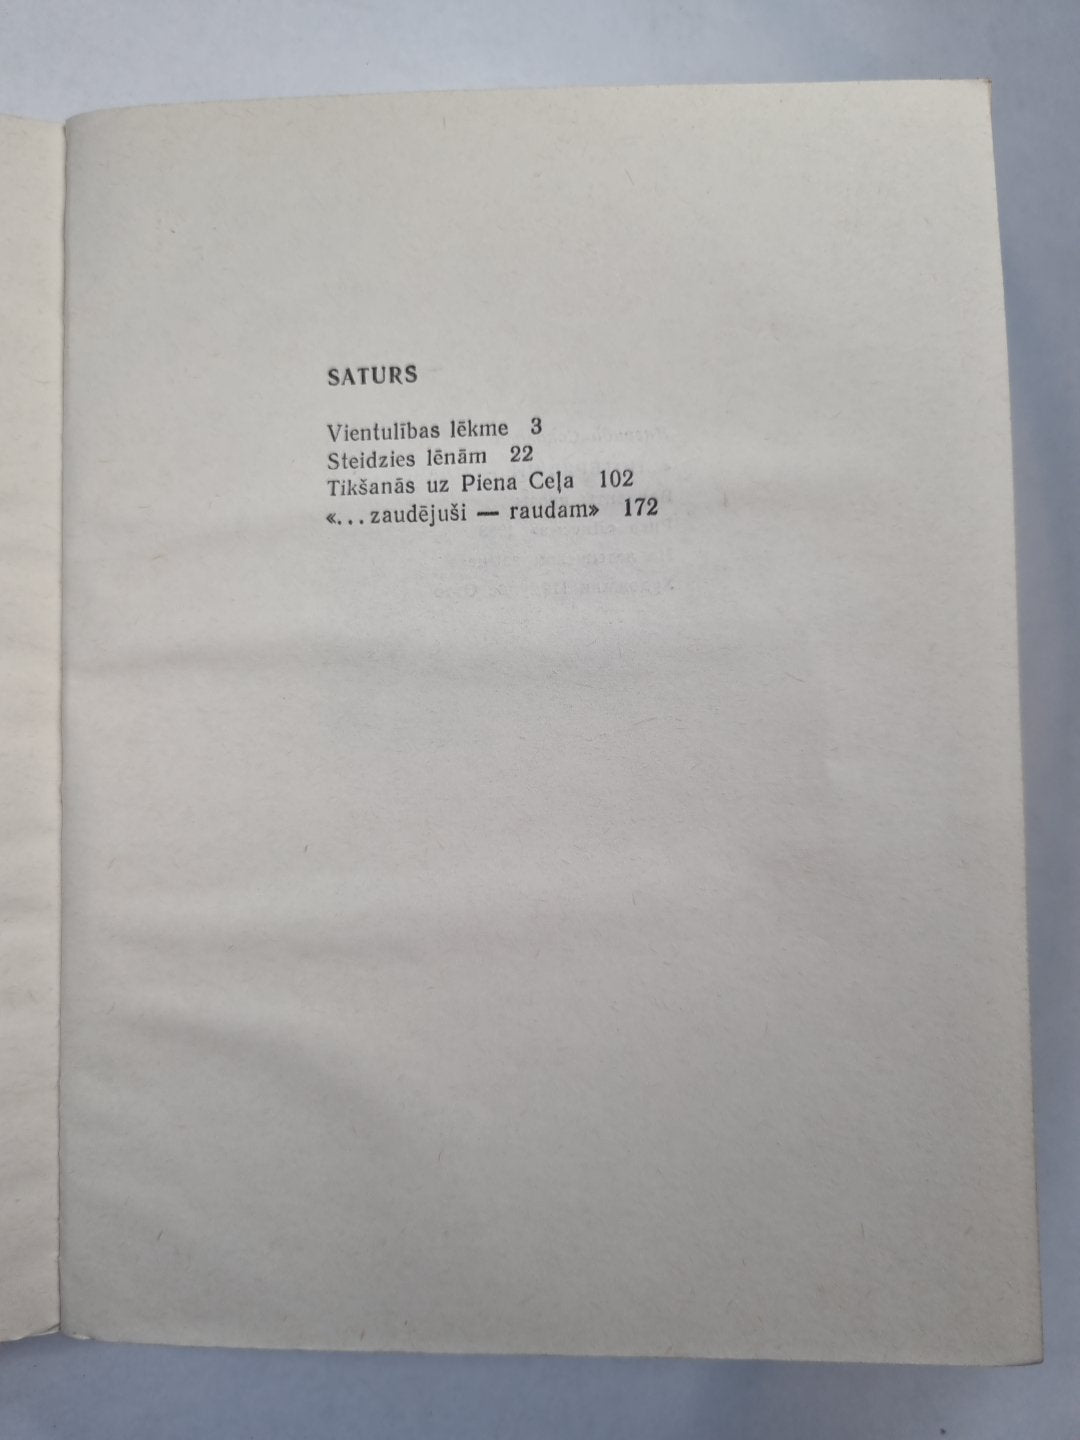 SATURS
Vientulības lēkme 3
Steidzies lēnām 22
Tikšanās uz Piena Ceļa 102
«...zaudējuši — raudam» 172